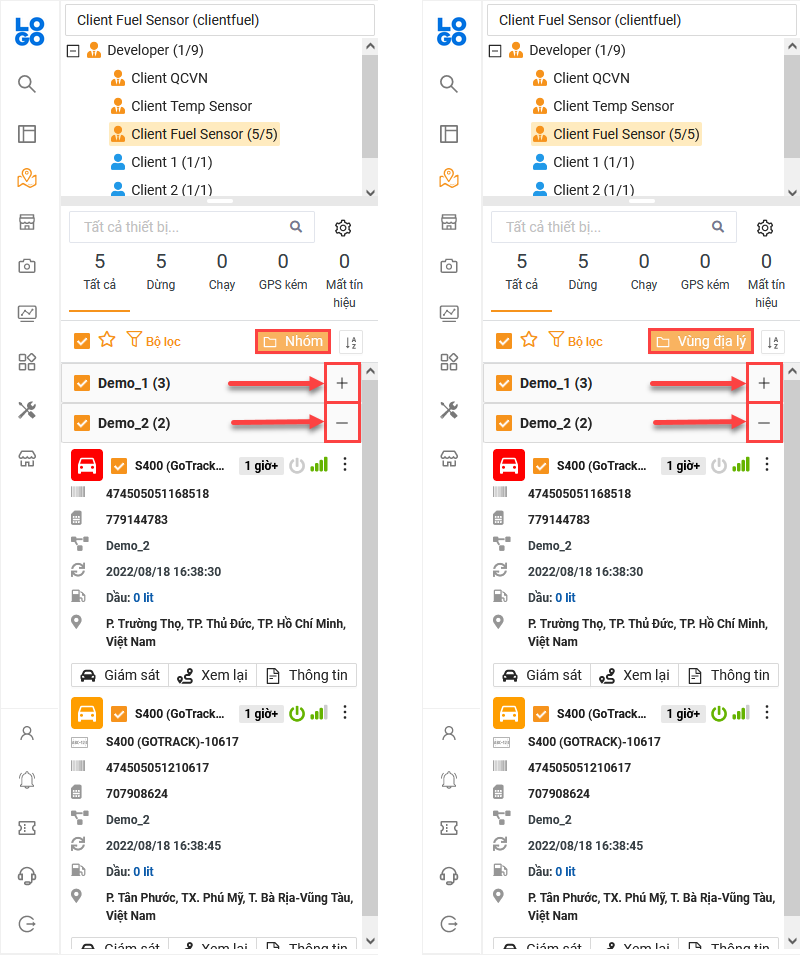 LO
GO
Client Fuel Sensor (clientfuel)
Developer (1/9)
Client QCVN
Client Temp Sensor
Client Fuel Sensor (5/5)
Client 1 (1/1)
Client 2 (1/1)
Tất cả thiết bị...
5 5 0 0 0
Tất cả Dừng Chạy GPS kém Mất tín
hiệu
Bộ lọc Nhóm
Demo_1 (3)
Demo_2 (2)
S400 (GoTrack... 1 giờ+
474505051168518
779144783
Demo_2
2022/08/18 16:38:30
Dầu: 0 lit
P. Trường Thọ, TP. Thủ Đức, TP. Hồ Chí Minh,
Việt Nam
Giám sát Xem lại Thông tin
S400 (GoTrack... 1 giờ+
S400 (GOTRACK)-10617
474505051210617
707908624
Demo_2
2022/08/18 16:38:45
Dầu: 0 lit
P. Tân Phước, TX. Phú Mỹ, T. Bà Rịa-Vũng Tàu,
Việt Nam
Giám sát Xem lại Thông tin
LO
GO
Client Fuel Sensor (clientfuel)
Developer (1/9)
Client QCVN
Client Temp Sensor
Client Fuel Sensor (5/5)
Client 1 (1/1)
Client 2 (1/1)
Tất cả thiết bị...
5 5 0 0 0
Tất cả Dừng Chạy GPS kém Mất tín
hiệu
Bộ lọc Vùng địa lý
Demo_1 (3)
Demo_2 (2)
S400 (GoTrack... 1 giờ+
474505051168518
779144783
Demo_2
2022/08/18 16:38:30
Dầu: 0 lit
P. Trường Thọ, TP. Thủ Đức, TP. Hồ Chí Minh,
Việt Nam
Giám sát Xem lại Thông tin
S400 (GoTrack... 1 giờ+
S400 (GOTRACK)-10617
474505051210617
707908624
Demo_2
2022/08/18 16:38:45
Dầu: 0 lit
P. Tân Phước, TX. Phú Mỹ, T. Bà Rịa-Vũng Tàu,
Việt Nam
Giám sát Xem lại Thông tin